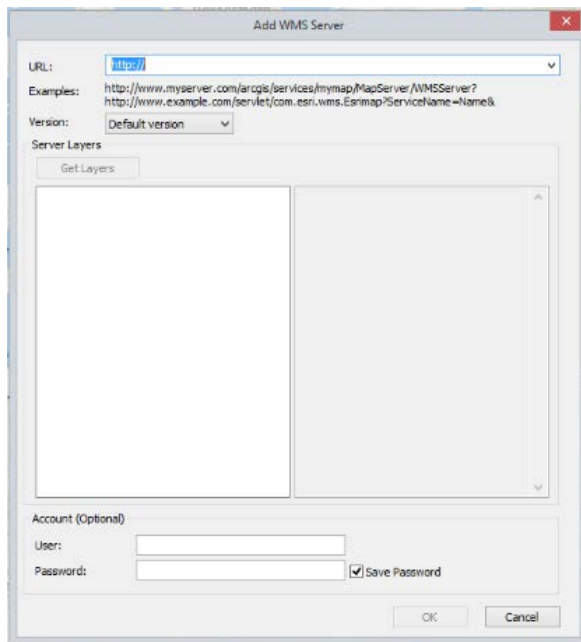 Add WMS Server
URL: http://
Examples: http://www.myserver.com/arcgis/services/mymap/MapServer/WMSServer?
http://www.example.com/servlet/com.esri.wms.Esrimap?ServiceName=Name&
Version: Default version
Server Layers
Get Layers
Account (Optional)
User:
Password: Save Password
OK Cancel